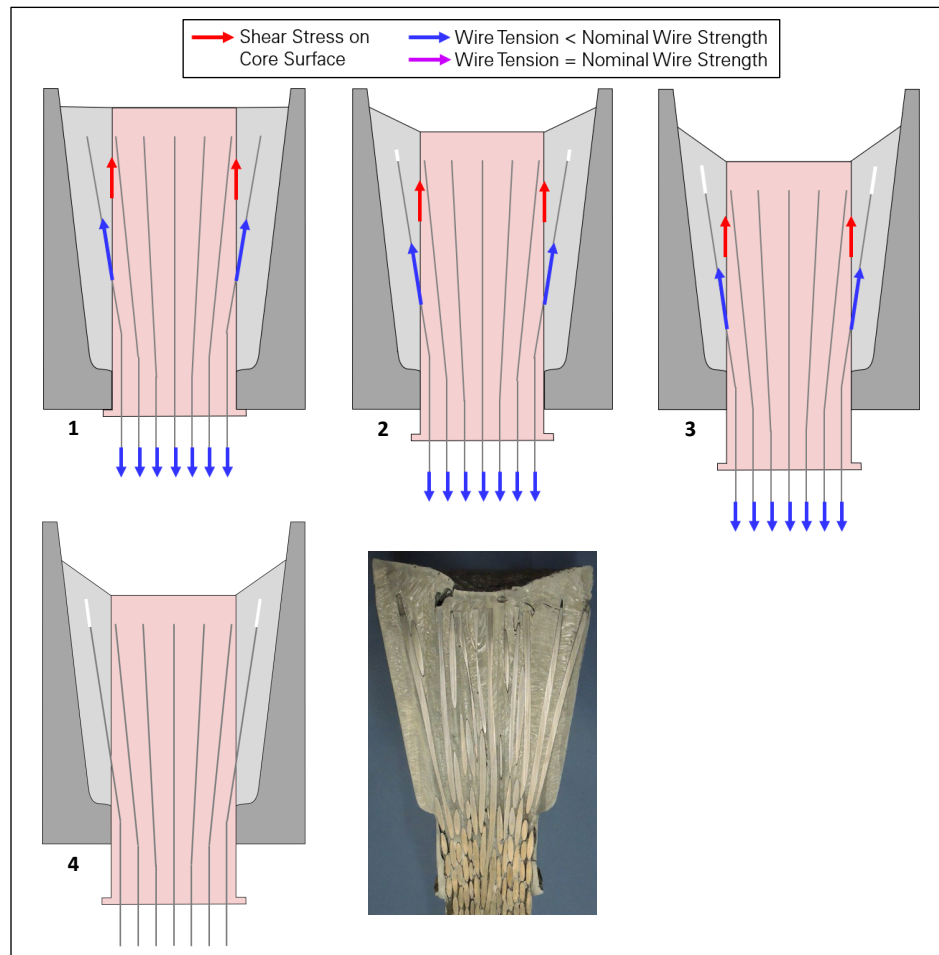 Shear Stress on
Core Surface
Wire Tension < Nominal Wire Strength
Wire Tension = Nominal Wire Strength
1
2
3
4